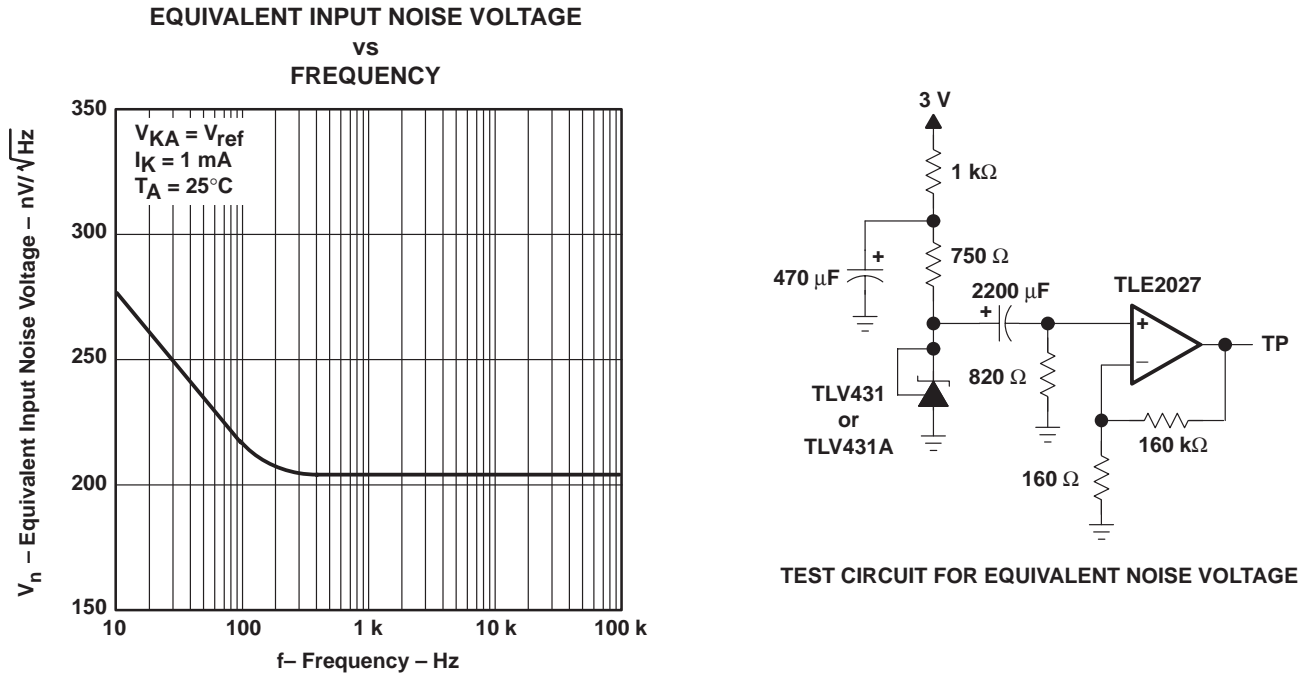 EQUIVALENT INPUT NOISE VOLTAGE
vs
FREQUENCY
V_n – Equivalent Input Noise Voltage – nV/√Hz
350
300
250
200
150
V_KA = V_ref
I_K = 1 mA
T_A = 25°C
10
100
1 k
10 k
100 k
f– Frequency – Hz
3 V
1 kΩ
750 Ω
470 μF
+
2200 μF
+
TLE2027
+
–
TP
820 Ω
TLV431
or
TLV431A
160 kΩ
160 Ω
TEST CIRCUIT FOR EQUIVALENT NOISE VOLTAGE